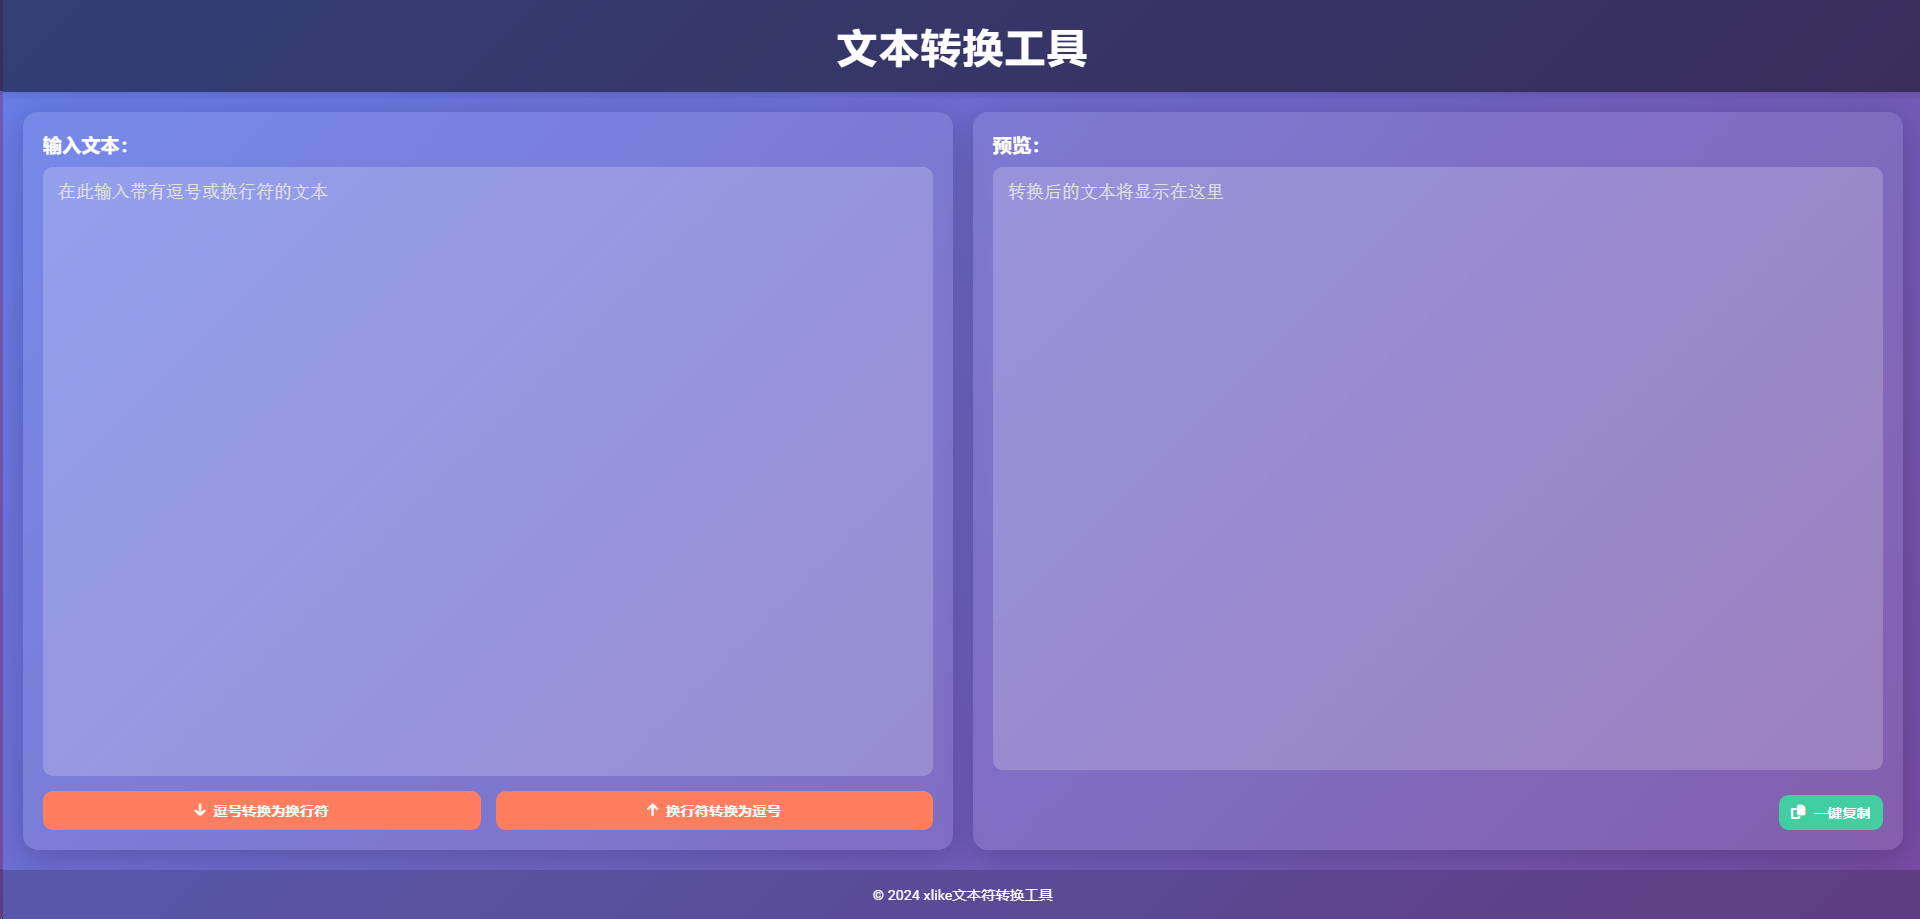 文本转换工具
输入文本：
在此输入带有逗号或换行符的文本
逗号转换为换行符
换行符转换为逗号
预览：
转换后的文本将显示在这里
一键复制
© 2024 xlike文本符转换工具